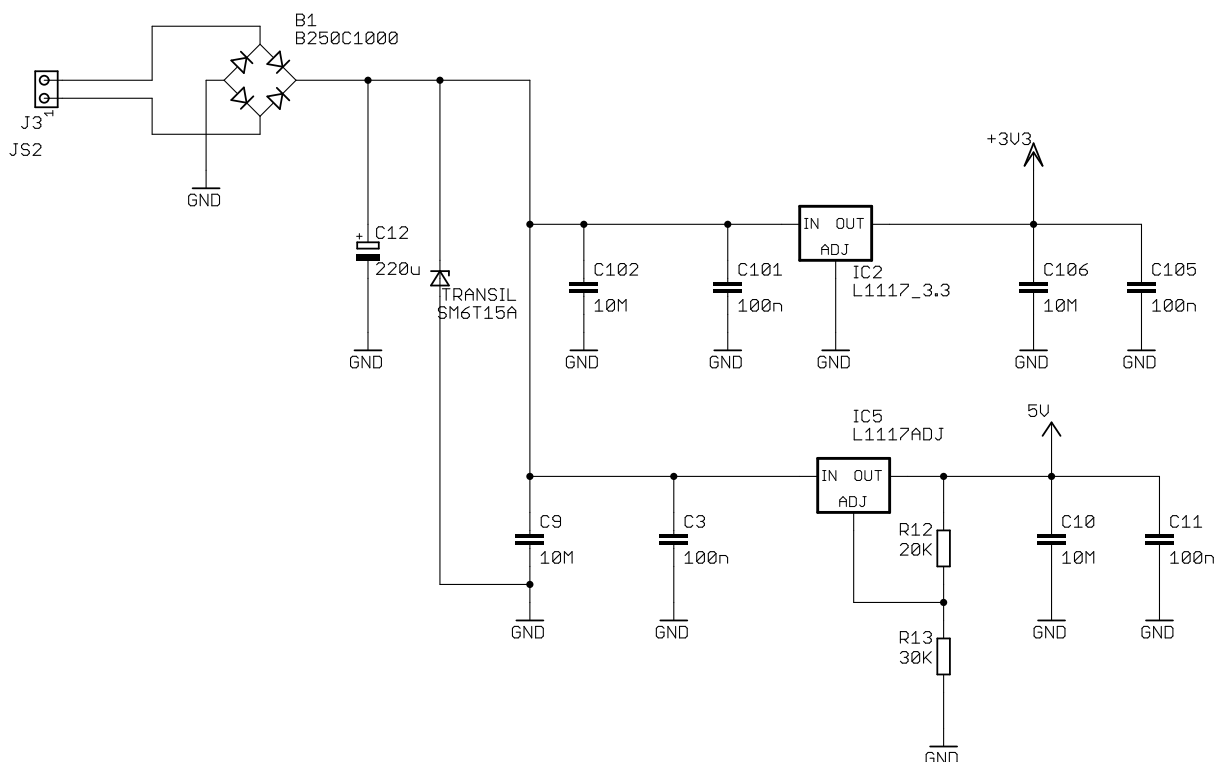 B1
B250C1000
J3
1
JS2
GND
+3V3
+
C12
220u
TRANSIL
SM6T15A
GND
IN OUT
ADJ
IC2
L1117_3.3
C102
10M
C101
100n
C106
10M
C105
100n
GND
GND
GND
GND
GND
IC5
L1117ADJ
5V
IN OUT
ADJ
C9
10M
C3
100n
R12
20K
C10
10M
C11
100n
GND
GND
GND
GND
R13
30K
GND